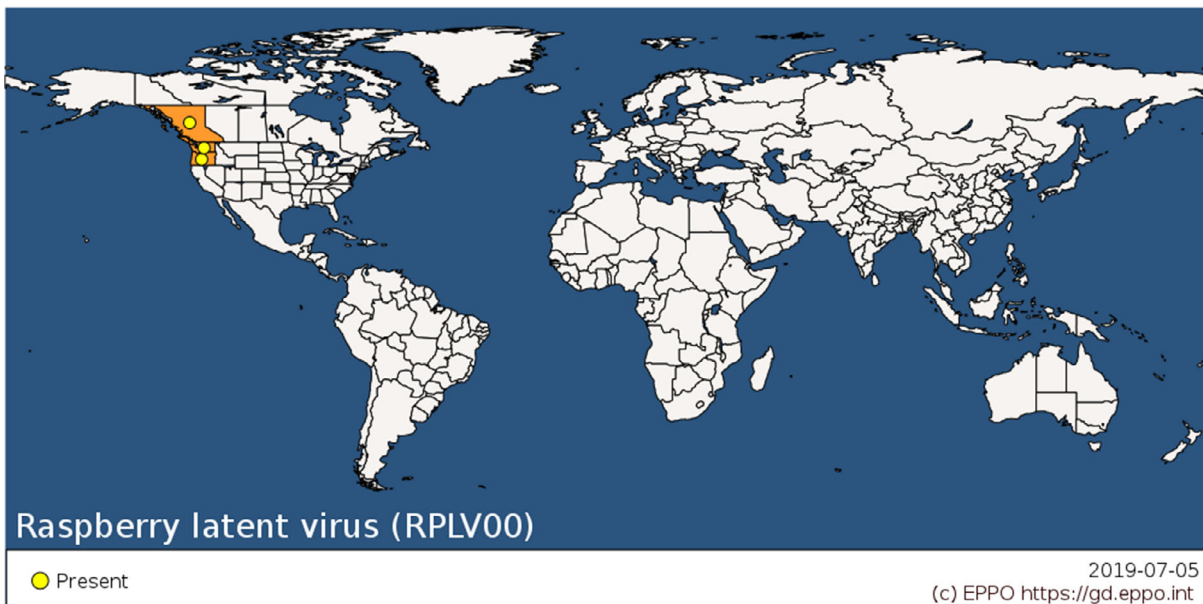 Raspberry latent virus (RPLV00)
Present
2019-07-05
(c) EPPO https://gd.eppo.int